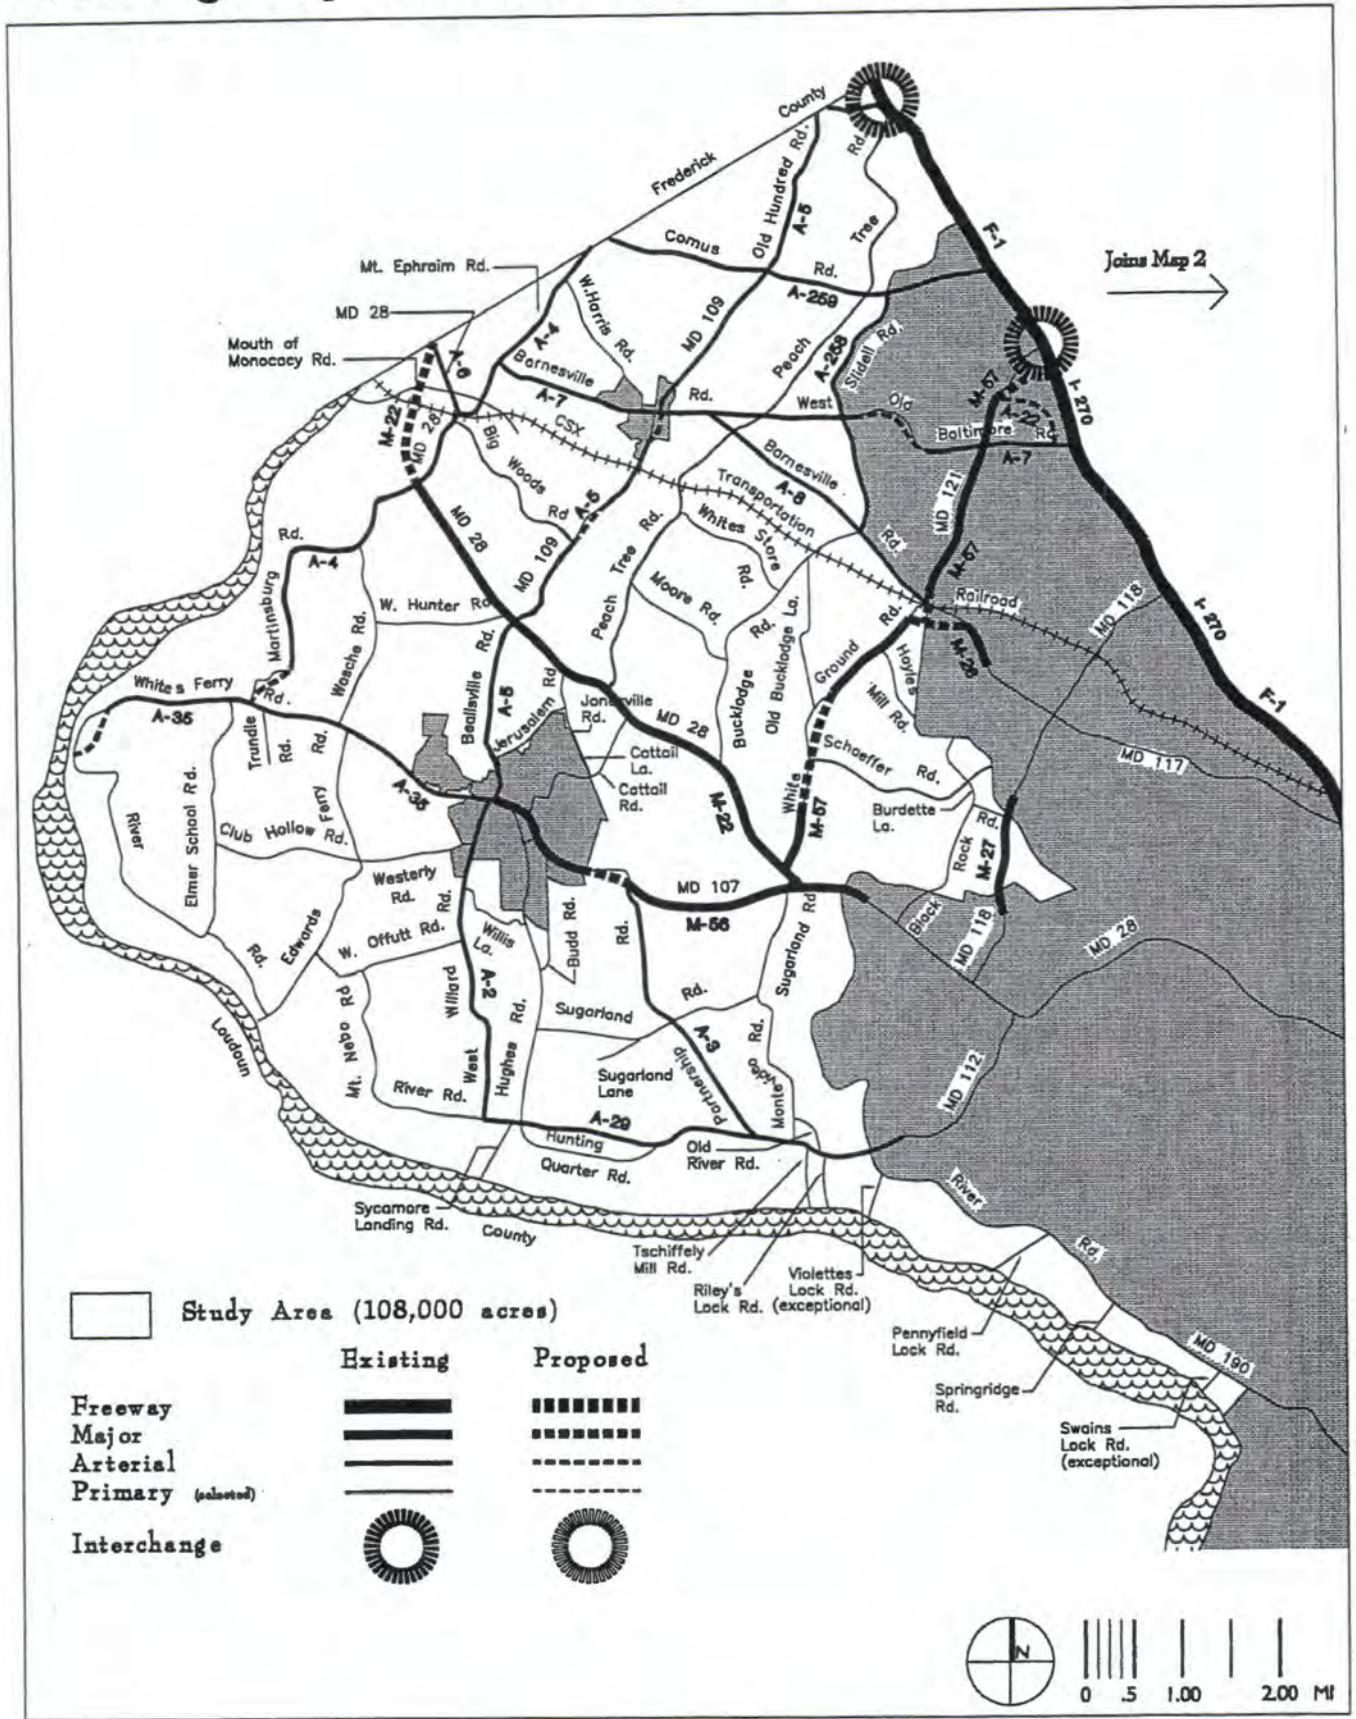 County
Frederick
Old Hundred Rd.
A-5
Rd.
Tree
F-1
Joins Map 2
Comus
Rd.
A-259
Mt. Ephraim Rd.
W.Harris Rd.
MD 109
MD 28
A-4
Peach
A-258
Slidell Rd.
Mouth of
Monocacy Rd.
A-6
Barnesville
Rd.
A-7
West
Old
M-57
A-22
I-270
Baltimore Rd
A-7
M-22
MD 28
CSX
Big
Woods
Rd
A-5
Barnesville
A-8
Rd.
Transportation
MD 121
M-57
Railroad
MD 118
I-270
F-1
Whites Store
Rd.
MD 28
MD 109
Peach Tree Rd.
Moore Rd.
Rd.
A-4
Martinsburg
W. Hunter Rd
Wasche Rd.
Bucklodge
Rd.
Old Bucklodge La.
Ground
Rd.
Hoyles
Mill Rd.
M-26
White's Ferry
Rd.
A-35
Beallsville
Rd.
A-5
Jerusalem Rd
Jonerville
Rd.
MD 28
Cattail
La.
Cattail
Rd.
Schaeffer
Rd.
MD 117
Burdette
La.
White
M-57
M-22
Trundle
Rd.
Ferry
Rd.
A-35
Club Hollow Rd.
Elmer School Rd.
River
Rd.
Edwards
Westerly
Rd.
W. Offutt Rd.
Rd.
Willard
West
A-2
Willis
La.
Budd Rd.
Rd.
MD 107
M-56
Sugarland Rd
Black
Rock
Rd.
M-27
MD 118
MD 28
MD 112
Loudoun
Mt. Nebo Rd
River Rd.
Hughes
Rd.
Sugarland
Rd.
Sugarland
Lane
A-3
Partnership
Montevideo Rd.
A-29
Hunting
Quarter Rd.
Old
River Rd.
Sycamore
Landing Rd.
County
Tschiffely
Mill Rd.
Riley's
Lock Rd.
Violettes
Lock Rd.
(exceptional)
River
Rd.
Pennyfield
Lock Rd.
Springridge
Rd.
MD 190
Swains
Lock Rd.
(exceptional)
Study Area (108,000 acres)
Existing Proposed
Freeway
Major
Arterial
Primary (selected)
Interchange
N
0 .5 1.00 2.00 MI